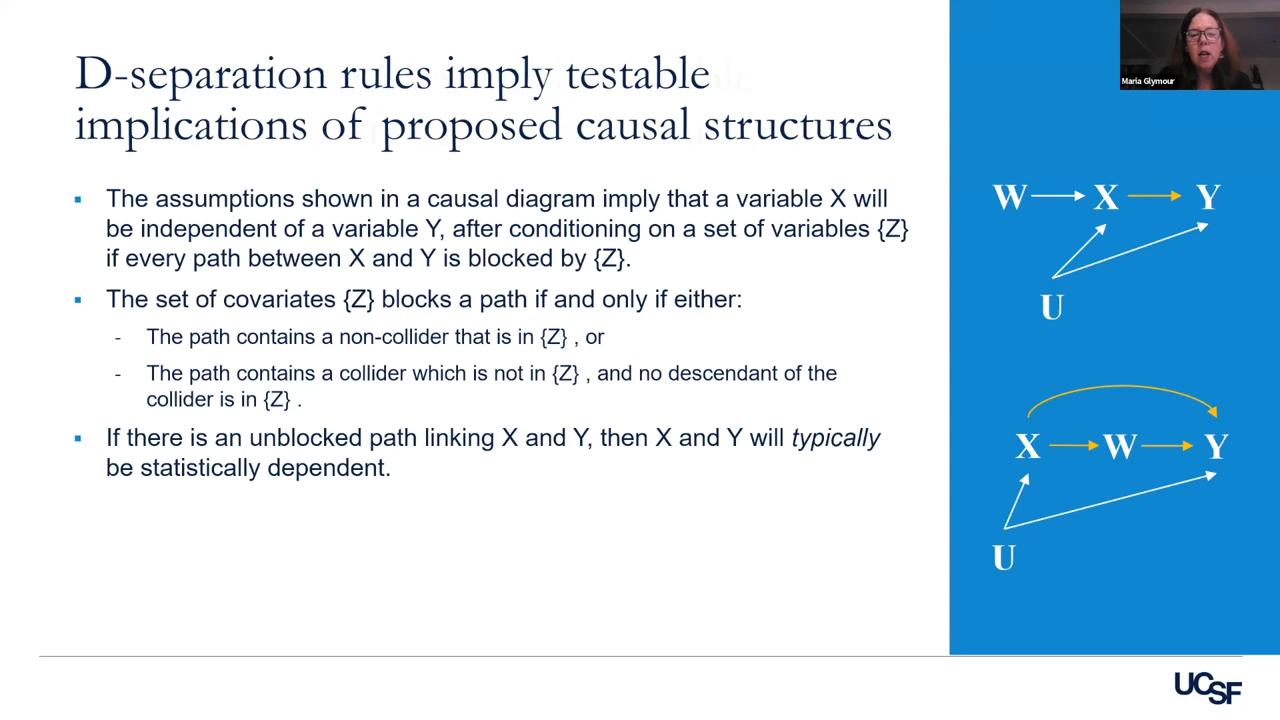 D-separation rules imply testable
implications of proposed causal structures
▪ The assumptions shown in a causal diagram imply that a variable X will
be independent of a variable Y, after conditioning on a set of variables {Z}
if every path between X and Y is blocked by {Z}.
▪ The set of covariates {Z} blocks a path if and only if either:
- The path contains a non-collider that is in {Z} , or
- The path contains a collider which is not in {Z} , and no descendant of the
collider is in {Z} .
▪ If there is an unblocked path linking X and Y, then X and Y will typically
be statistically dependent.
Maria Glymour
W X Y
U
X W Y
U
UCSF